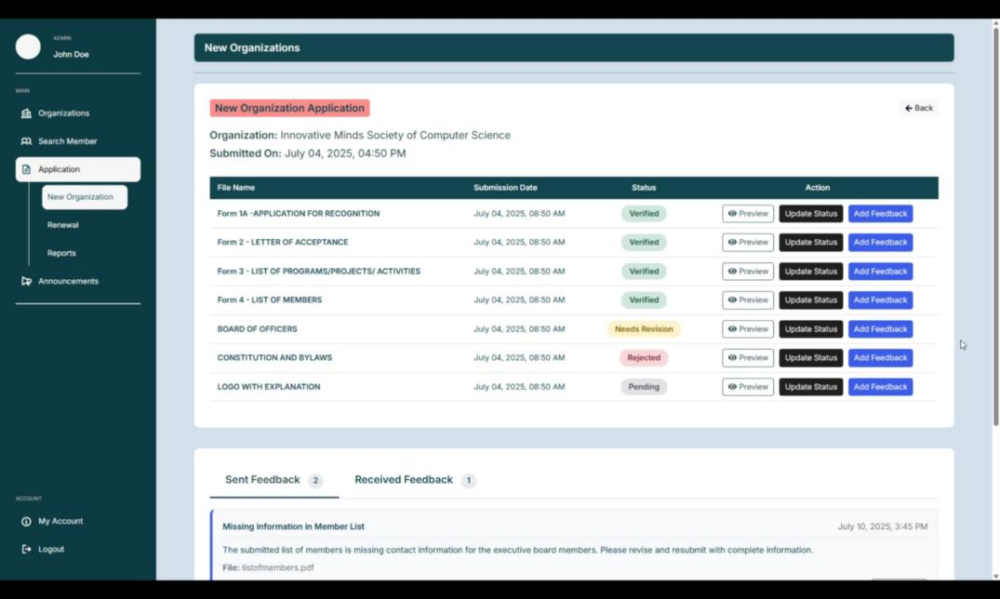 ADMIN
John Doe
MAIN
Organizations
Search Member
Application
New Organization
Renewal
Reports
Announcements
ACCOUNT
My Account
Logout
New Organizations
New Organization Application
Back
Organization: Innovative Minds Society of Computer Science
Submitted On: July 04, 2025, 04:50 PM
File Name Submission Date Status Action
Form 1A -APPLICATION FOR RECOGNITION July 04, 2025, 08:50 AM Verified Preview Update Status Add Feedback
Form 2 - LETTER OF ACCEPTANCE July 04, 2025, 08:50 AM Verified Preview Update Status Add Feedback
Form 3 - LIST OF PROGRAMS/PROJECTS/ ACTIVITIES July 04, 2025, 08:50 AM Verified Preview Update Status Add Feedback
Form 4 - LIST OF MEMBERS July 04, 2025, 08:50 AM Verified Preview Update Status Add Feedback
BOARD OF OFFICERS July 04, 2025, 08:50 AM Needs Revision Preview Update Status Add Feedback
CONSTITUTION AND BYLAWS July 04, 2025, 08:50 AM Rejected Preview Update Status Add Feedback
LOGO WITH EXPLANATION July 04, 2025, 08:50 AM Pending Preview Update Status Add Feedback
Sent Feedback 2 Received Feedback 1
Missing Information in Member List July 10, 2025, 3:45 PM
The submitted list of members is missing contact information for the executive board members. Please revise and resubmit with complete information.
File: listofmembers.pdf